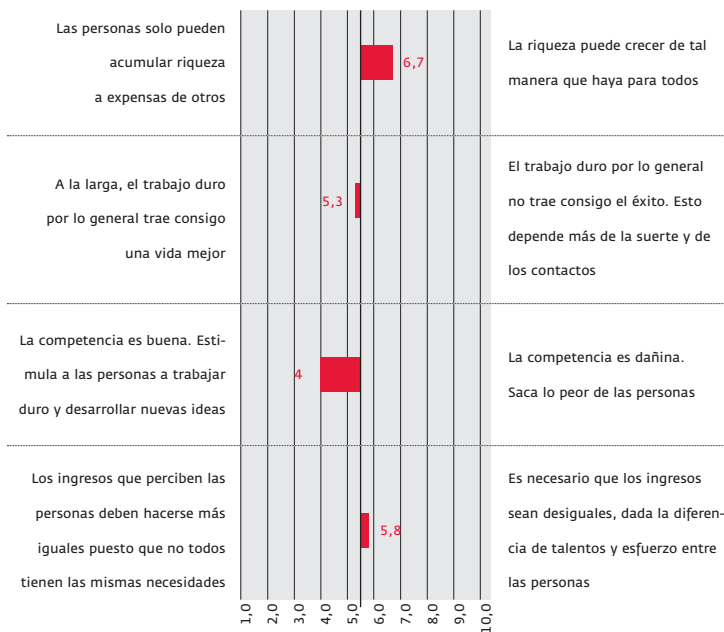 Las personas solo pueden
acumular riqueza
a expensas de otros
6,7
La riqueza puede crecer de tal
manera que haya para todos
A la larga, el trabajo duro
por lo general trae consigo
una vida mejor
5,3
El trabajo duro por lo general
no trae consigo el éxito. Esto
depende más de la suerte y de
los contactos
La competencia es buena. Esti-
mula a las personas a trabajar
duro y desarrollar nuevas ideas
4
La competencia es dañina.
Saca lo peor de las personas
Los ingresos que perciben las
personas deben hacerse más
iguales puesto que no todos
tienen las mismas necesidades
5,8
Es necesario que los ingresos
sean desiguales, dada la diferen-
cia de talentos y esfuerzo entre
las personas
1,0
2,0
3,0
4,0
5,0
6,0
7,0
8,0
9,0
10,0